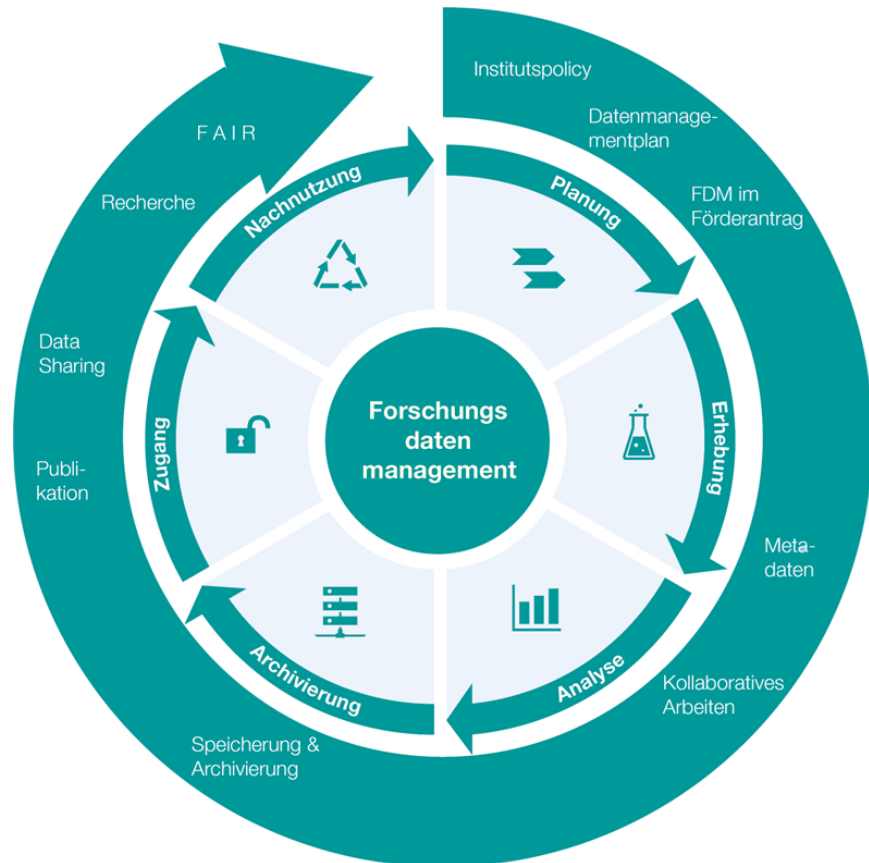 Institutspolicy
Datenmanage-
mentplan
FDM im
Förderantrag
Meta-
daten
Kollaboratives
Arbeiten
Speicherung &
Archivierung
Publi-
kation
Data
Sharing
Recherche
F A I R
Planung
Erhebung
Analyse
Archivierung
Zugang
Nachnutzung
Forschungs
daten
management